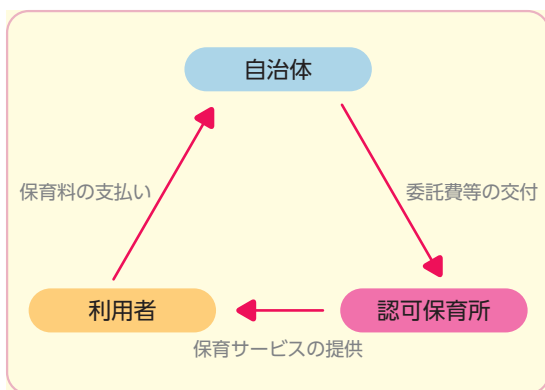 自治体
保育料の支払い
委託費等の交付
利用者
認可保育所
保育サービスの提供